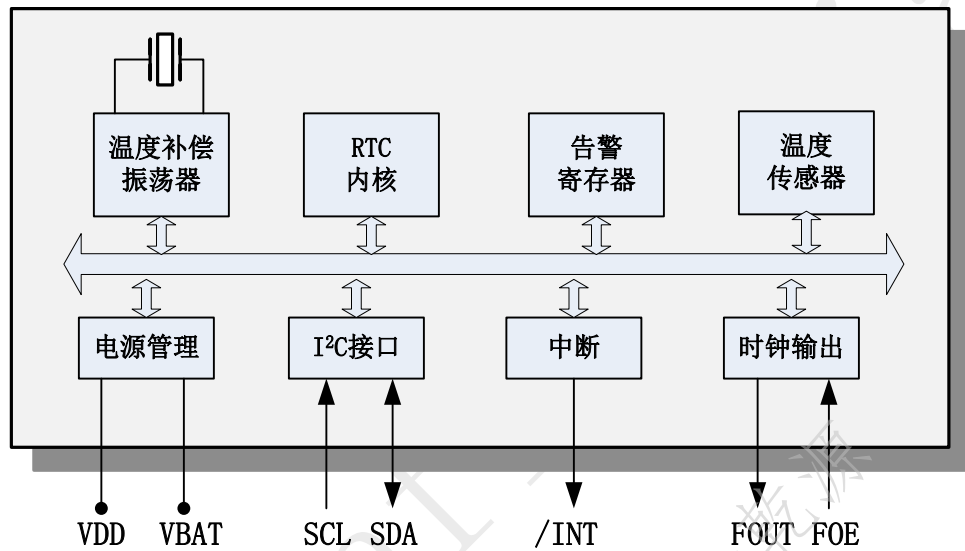 温度补偿
振荡器
RTC
内核
告警
寄存器
温度
传感器
电源管理
I²C接口
中断
时钟输出
VDD
VBAT
SCL
SDA
/INT
FOUT
FOE
乾源